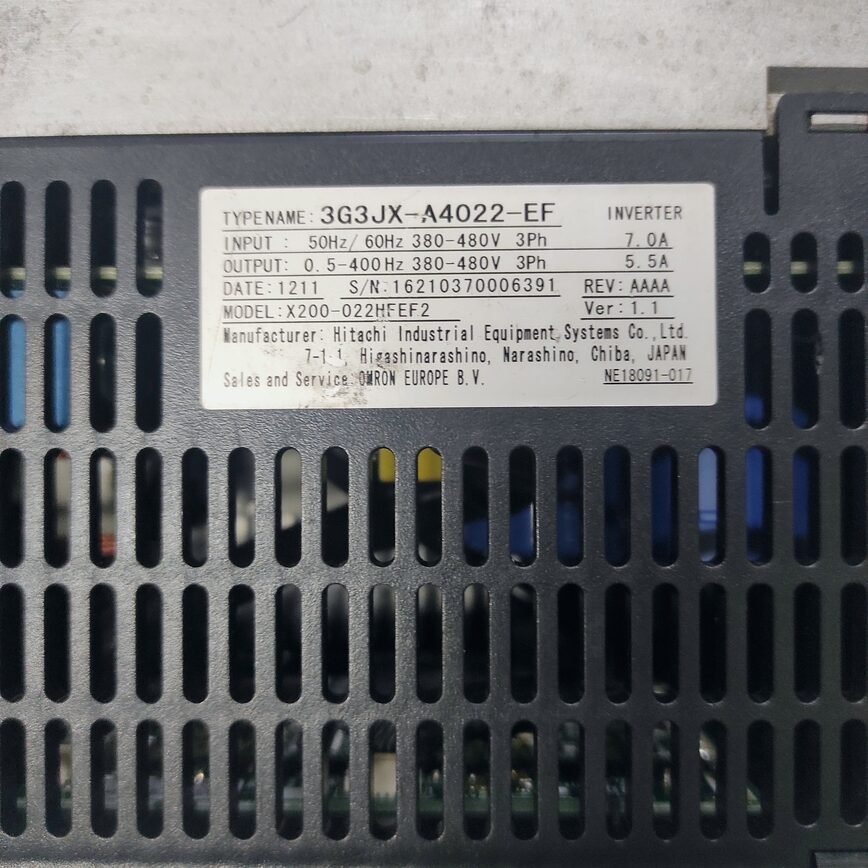 TYPENAME: 3G3JX-A4022-EF INVERTER
INPUT : 50Hz/ 60Hz 380-480V 3Ph 7.0A
OUTPUT: 0.5-400Hz 380-480V 3Ph 5.5A
DATE:1211 S/N:16210370006391 REV: AAAA
MODEL:X200-022HFEF2 Ver:1.1
Manufacturer: Hitachi Industrial Equipment Systems Co.,Ltd.
7-1.1, Higashinarashino, Narashino, Chiba, JAPAN
Sales and Service:OMRON EUROPE B.V. NE18091-017